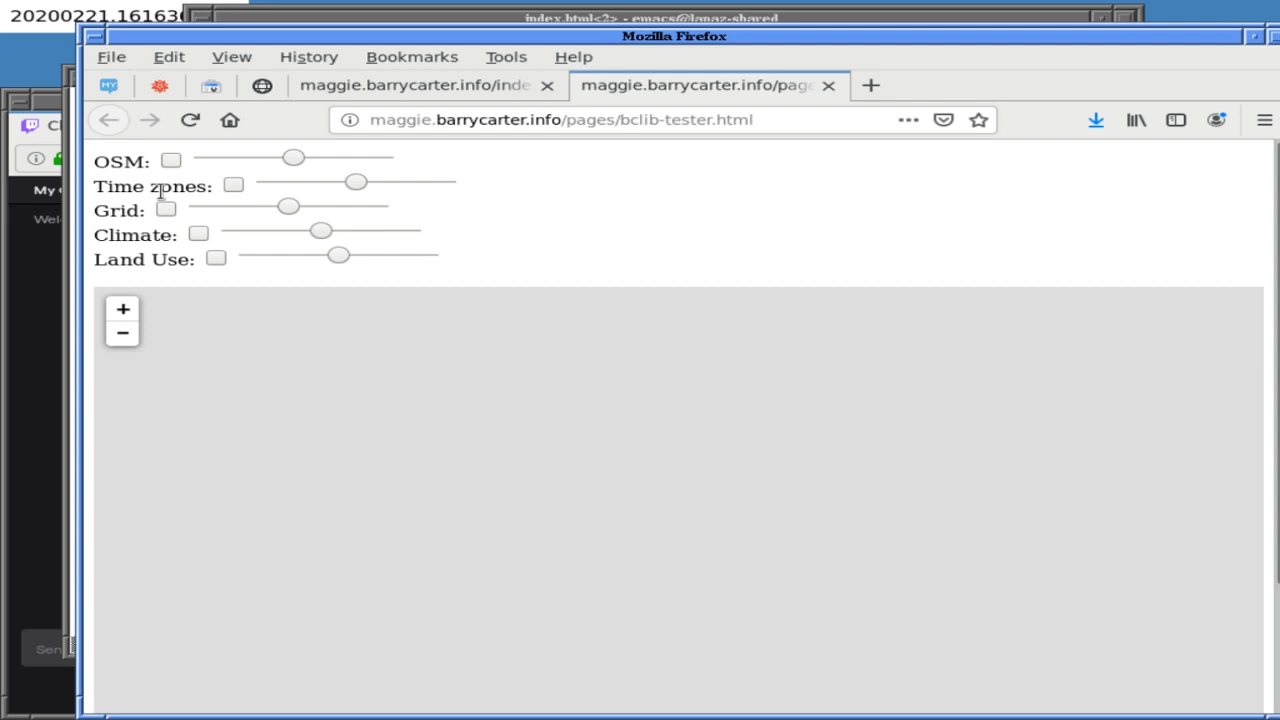 20200221.16163
index.html<2> - emacs@lanaz-shared
Mozilla Firefox
File Edit View History Bookmarks Tools Help
MY
maggie.barrycarter.info/inde
maggie.barrycarter.info/page
maggie.barrycarter.info/pages/bclib-tester.html
OSM:
Time zones:
Grid:
Climate:
Land Use:
+
−
My
Wel
Sen